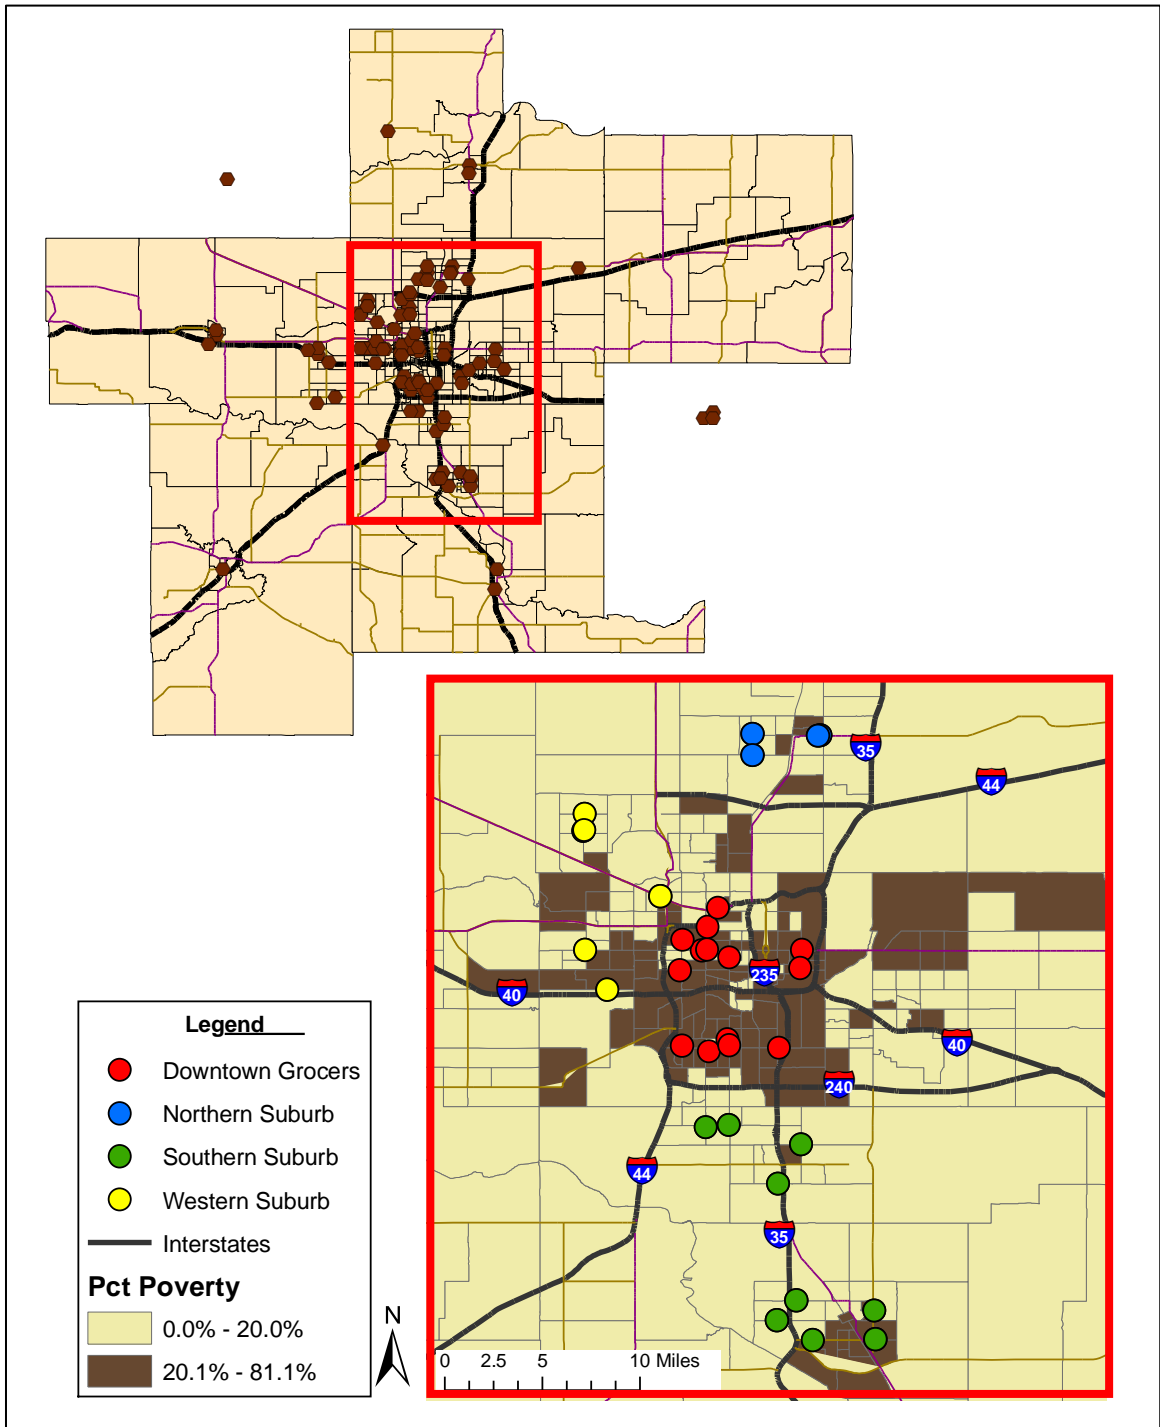 35
44
235
40
40
240
44
35
Legend
Downtown Grocers
Northern Suburb
Southern Suburb
Western Suburb
Interstates
Pct Poverty
0.0% - 20.0%
20.1% - 81.1%
N
0 2.5 5 10 Miles